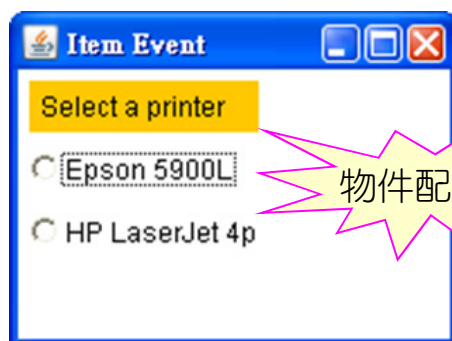 Item Event
Select a printer
Epson 5900L
物件配
HP LaserJet 4p